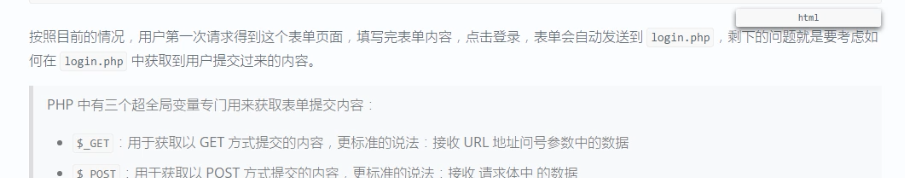 html
按照目前的情况，用户第一次请求得到这个表单页面，填写完表单内容，点击登录，表单会自动发送到 login.php ，剩下的问题就是要考虑如
何在 login.php 中获取到用户提交过来的内容。
PHP 中有三个超全局变量专门用来获取表单提交内容：
$_GET ：用于获取以 GET 方式提交的内容，更标准的说法：接收 URL 地址问号参数中的数据
$_POST ：用于获取以 POST 方式提交的内容，更标准的说法：接收 请求体中 的数据